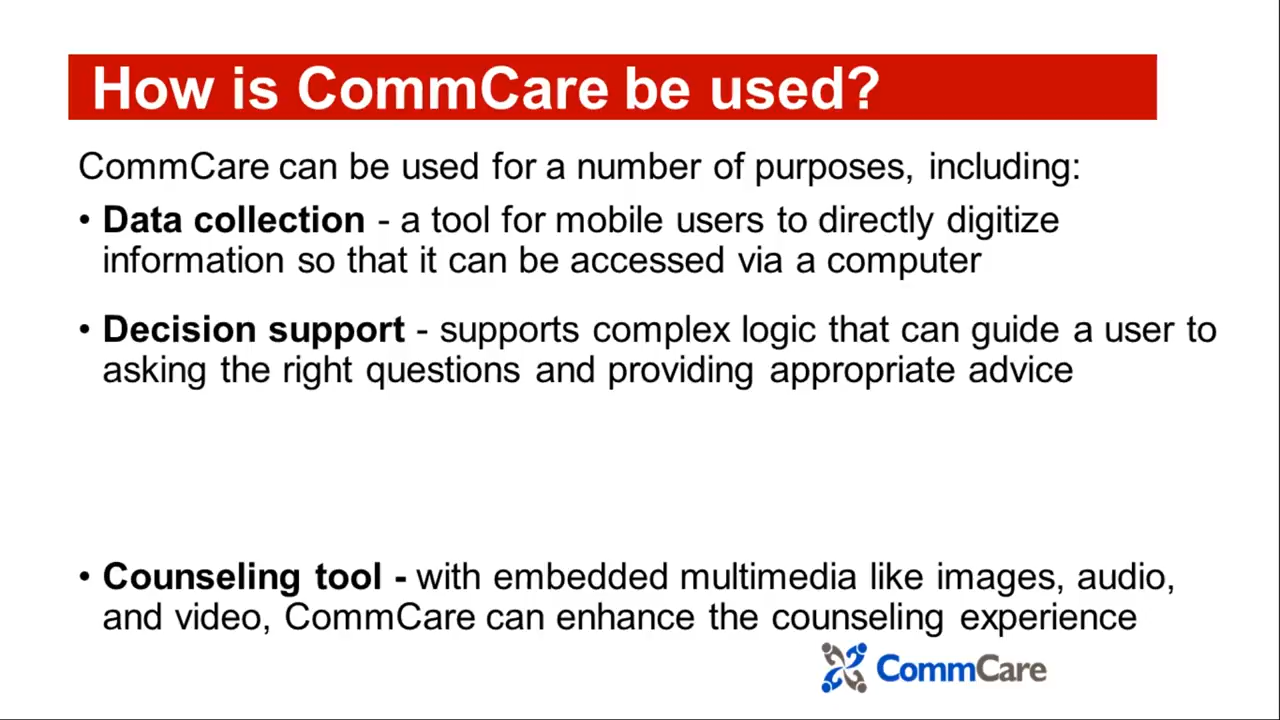 How is CommCare be used?
CommCare can be used for a number of purposes, including:
• Data collection - a tool for mobile users to directly digitize
information so that it can be accessed via a computer
• Decision support - supports complex logic that can guide a user to
asking the right questions and providing appropriate advice
• Counseling tool - with embedded multimedia like images, audio,
and video, CommCare can enhance the counseling experience
CommCare